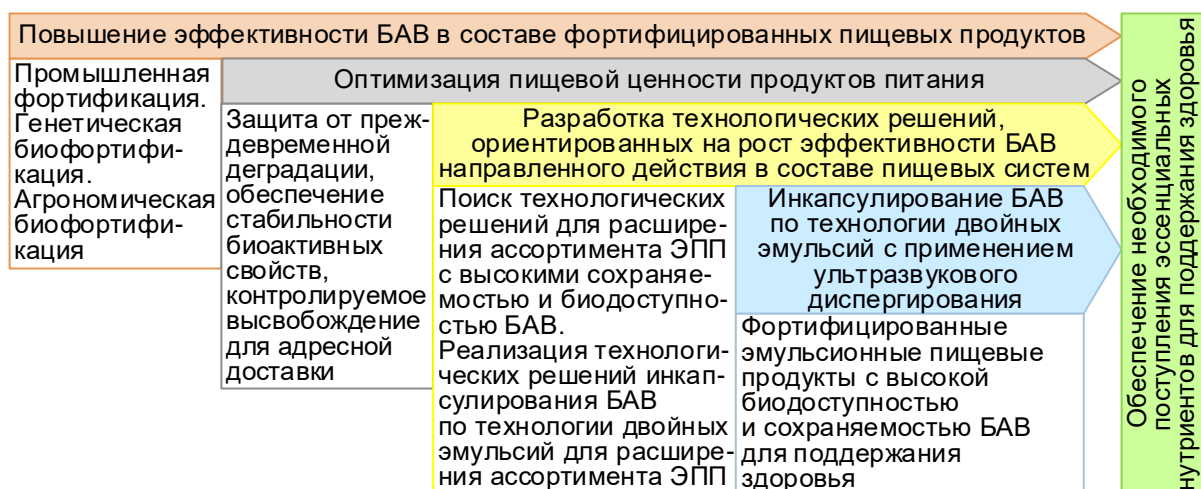 Повышение эффективности БАВ в составе фортифицированных пищевых продуктов
Промышленная
фортификация.
Генетическая
биофортифи-
кация.
Агрономическая
биофортифи-
кация
Оптимизация пищевой ценности продуктов питания
Защита от преж-
девременной
деградации,
обеспечение
стабильности
биоактивных
свойств,
контролируемое
высвобождение
для адресной
доставки
Разработка технологических решений,
ориентированных на рост эффективности БАВ
направленного действия в составе пищевых систем
Поиск технологических
решений для расшире-
ния ассортимента ЭПП
с высокими сохраняе-
мостью и биодоступно-
стью БАВ.
Реализация технологи-
ческих решений инкап-
сулирования БАВ
по технологии двойных
эмульсий для расшире-
ния ассортимента ЭПП
Инкапсулирование БАВ
по технологии двойных
эмульсий с применением
ультразвукового
диспергирования
Фортифицированные
эмульсионные пищевые
продукты с высокой
биодоступностью
и сохраняемостью БАВ
для поддержания
здоровья
Обеспечение необходимого
поступления эссенциальных
нутриентов для поддержания здоровья